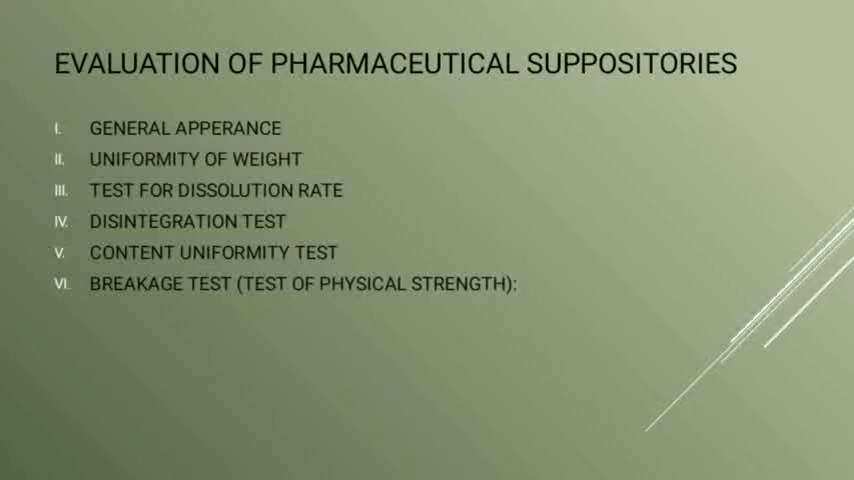 EVALUATION OF PHARMACEUTICAL SUPPOSITORIES
I. GENERAL APPERANCE
II. UNIFORMITY OF WEIGHT
III. TEST FOR DISSOLUTION RATE
IV. DISINTEGRATION TEST
V. CONTENT UNIFORMITY TEST
VI. BREAKAGE TEST (TEST OF PHYSICAL STRENGTH):